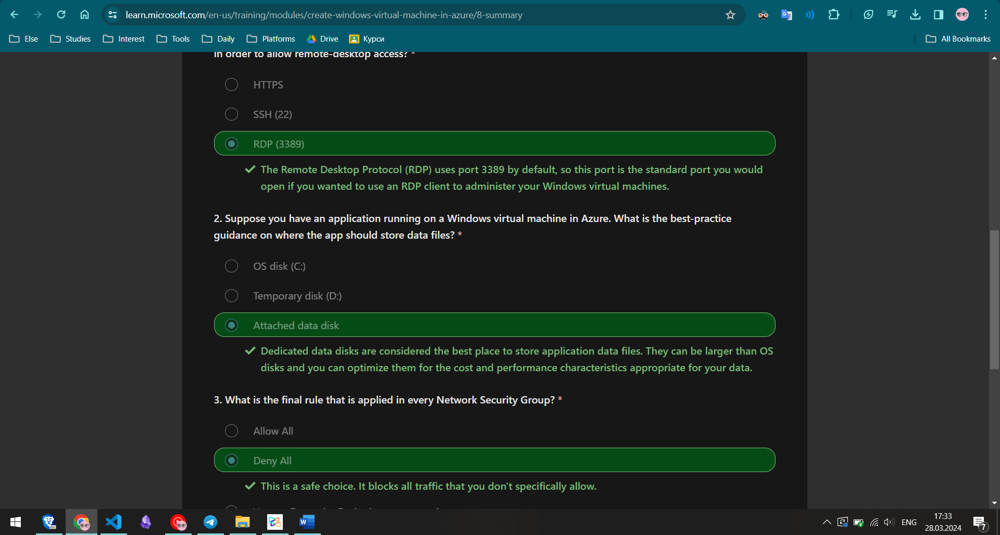 learn.microsoft.com/en-us/training/modules/create-windows-virtual-machine-in-azure/8-summary
Else Studies Interest Tools Daily Platforms Drive Курси All Bookmarks
in order to allow remote-desktop access? *
HTTPS
SSH (22)
RDP (3389)
The Remote Desktop Protocol (RDP) uses port 3389 by default, so this port is the standard port you would
open if you wanted to use an RDP client to administer your Windows virtual machines.
2. Suppose you have an application running on a Windows virtual machine in Azure. What is the best-practice
guidance on where the app should store data files? *
OS disk (C:)
Temporary disk (D:)
Attached data disk
Dedicated data disks are considered the best place to store application data files. They can be larger than OS
disks and you can optimize them for the cost and performance characteristics appropriate for your data.
3. What is the final rule that is applied in every Network Security Group? *
Allow All
Deny All
This is a safe choice. It blocks all traffic that you don't specifically allow.
ENG
17:33
28.03.2024
7